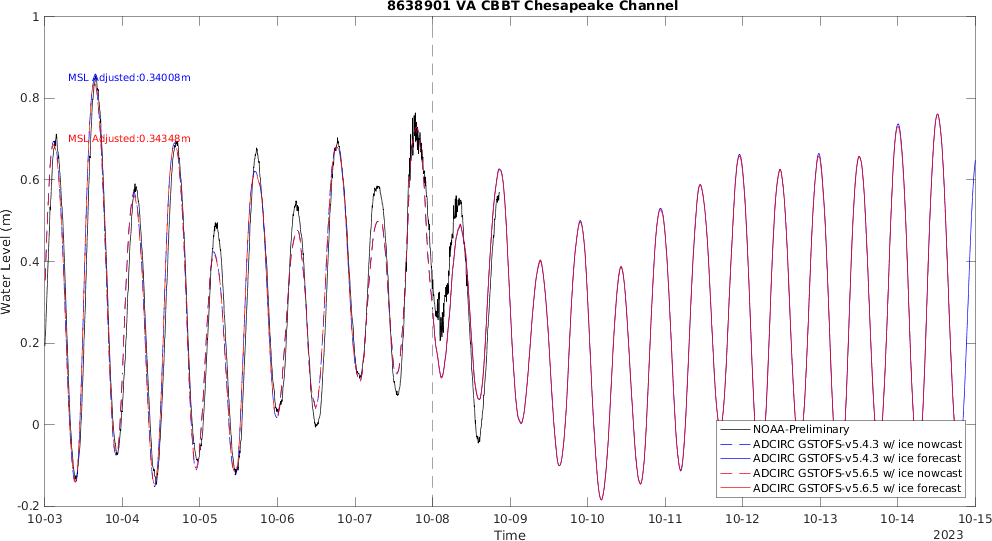 8638901 VA CBBT Chesapeake Channel
1
0.8
0.6
0.4
0.2
0
-0.2
Water Level (m)
MSL Adjusted:0.34008m
MSL Adjusted:0.34348m
NOAA-Preliminary
ADCIRC GSTOFS-v5.4.3 w/ ice nowcast
ADCIRC GSTOFS-v5.4.3 w/ ice forecast
ADCIRC GSTOFS-v5.6.5 w/ ice nowcast
ADCIRC GSTOFS-v5.6.5 w/ ice forecast
10-03 10-04 10-05 10-06 10-07 10-08 10-09 10-10 10-11 10-12 10-13 10-14 10-15
Time
2023